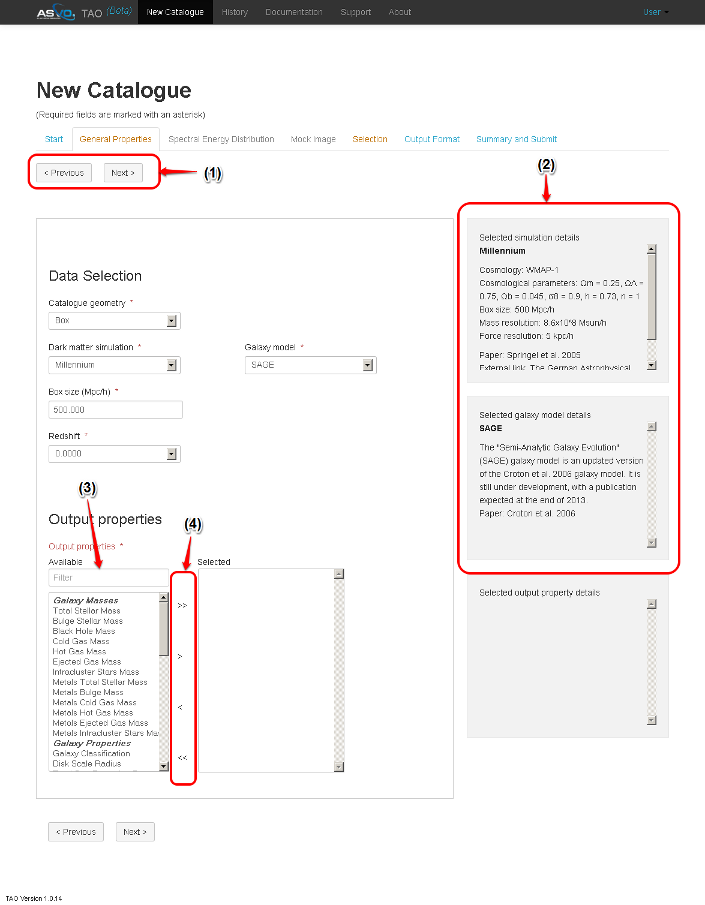 ASVO TAO (Beta) New Catalogue History Documentation Support About User
New Catalogue
(Required fields are marked with an asterisk)
Start General Properties Spectral Energy Distribution Mock Image Selection Output Format Summary and Submit
(2)
< Previous Next > (1)
Data Selection
Catalogue geometry *
Box
Dark matter simulation * Galaxy model *
Millennium SAGE
Box size (Mpc/h) *
500.000
Redshift *
0.0000
(3)
Output properties
(4)
Output properties *
Available Selected
Filter
Galaxy Masses
Total Stellar Mass
Bulge Stellar Mass
Black Hole Mass
Cold Gas Mass
Hot Gas Mass
Ejected Gas Mass
Intracluster Stars Mass
Metals Total Stellar Mass
Metals Bulge Mass
Metals Cold Gas Mass
Metals Hot Gas Mass
Metals Ejected Gas Mass
Metals Intracluster Stars Mas
Galaxy Properties
Galaxy Classification
Disk Scale Radius
>>
>
<
<<
Selected simulation details
Millennium
Cosmology: WMAP-1
Cosmological parameters: Ωm = 0.25, ΩΛ =
0.75, Ωb = 0.045, σ8 = 0.9, h = 0.73, n = 1
Box size: 500 Mpc/h
Mass resolution: 8.6x10^8 Msun/h
Force resolution: 5 kpc/h
Paper: Springel et al. 2005
External link: The German Astrophysical
Selected galaxy model details
SAGE
The "Semi-Analytic Galaxy Evolution"
(SAGE) galaxy model is an updated version
of the Croton et al. 2006 galaxy model. It is
still under development, with a publication
expected at the end of 2013.
Paper: Croton et al. 2006
Selected output property details
< Previous Next >
TAO Version 1.0.14